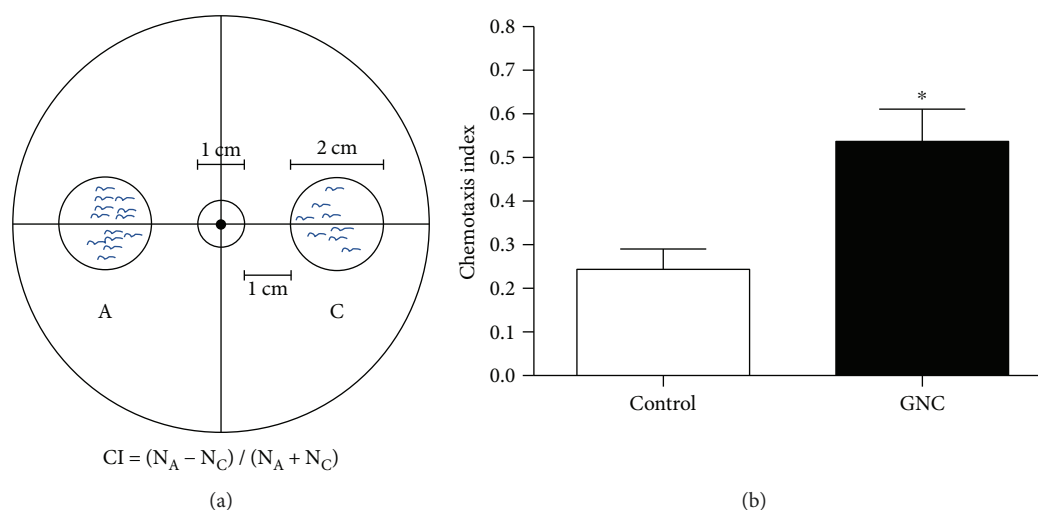 1 cm
2 cm
1 cm
A
C
CI = (N_A − N_C) / (N_A + N_C)
(a)
0.8
0.7
0.6
0.5
0.4
0.3
0.2
0.1
0.0
Chemotaxis index
*
Control
GNC
(b)